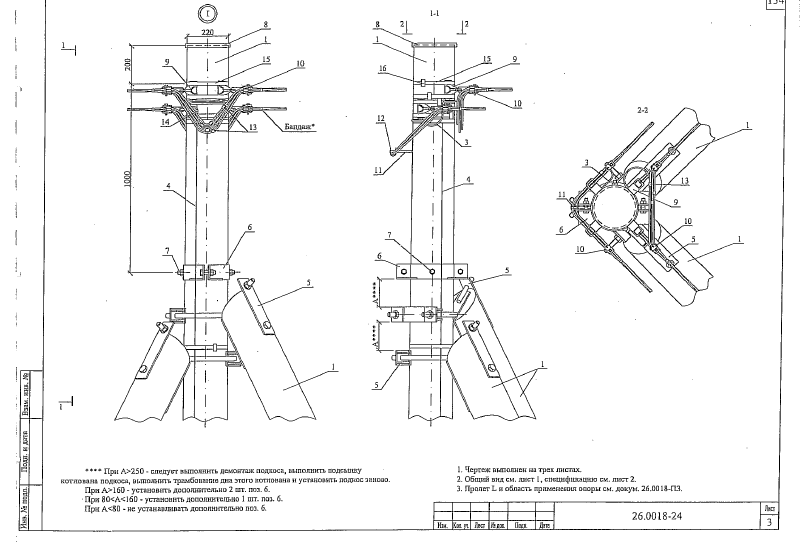 134
I
8
220
1
200
9
15
10
14
13
Бандаж*
1000
4
7
6
5
1
1
1
1-1
2
2
8
1
16
15
9
10
12
3
11
4
7
6
5
А****
А****
5
1
2-2
1
3
13
11
9
6
10
5
10
1
**** При А>250 - следует выполнить демонтаж подкоса, выполнить подсыпку
котлована подкоса, выполнить трамбование дна этого котлована и установить подкос заново.
При А>160 - установить дополнительно 2 шт. поз. 6.
При 80<А<160 - установить дополнительно 1 шт. поз. 6.
При А<80 - не устанавливать дополнительно поз. 6.
1. Чертеж выполнен на трех листах.
2. Общий вид см. лист 1, спецификацию см. лист 2.
3. Пролет L и область применения опоры см. докум. 26.0018-ПЗ.
Взам. инв. №
Подп. и дата
Инв. № подл.
Изм. Кол. уч. Лист №док. Подп. Дата
26.0018-24
Лист
3